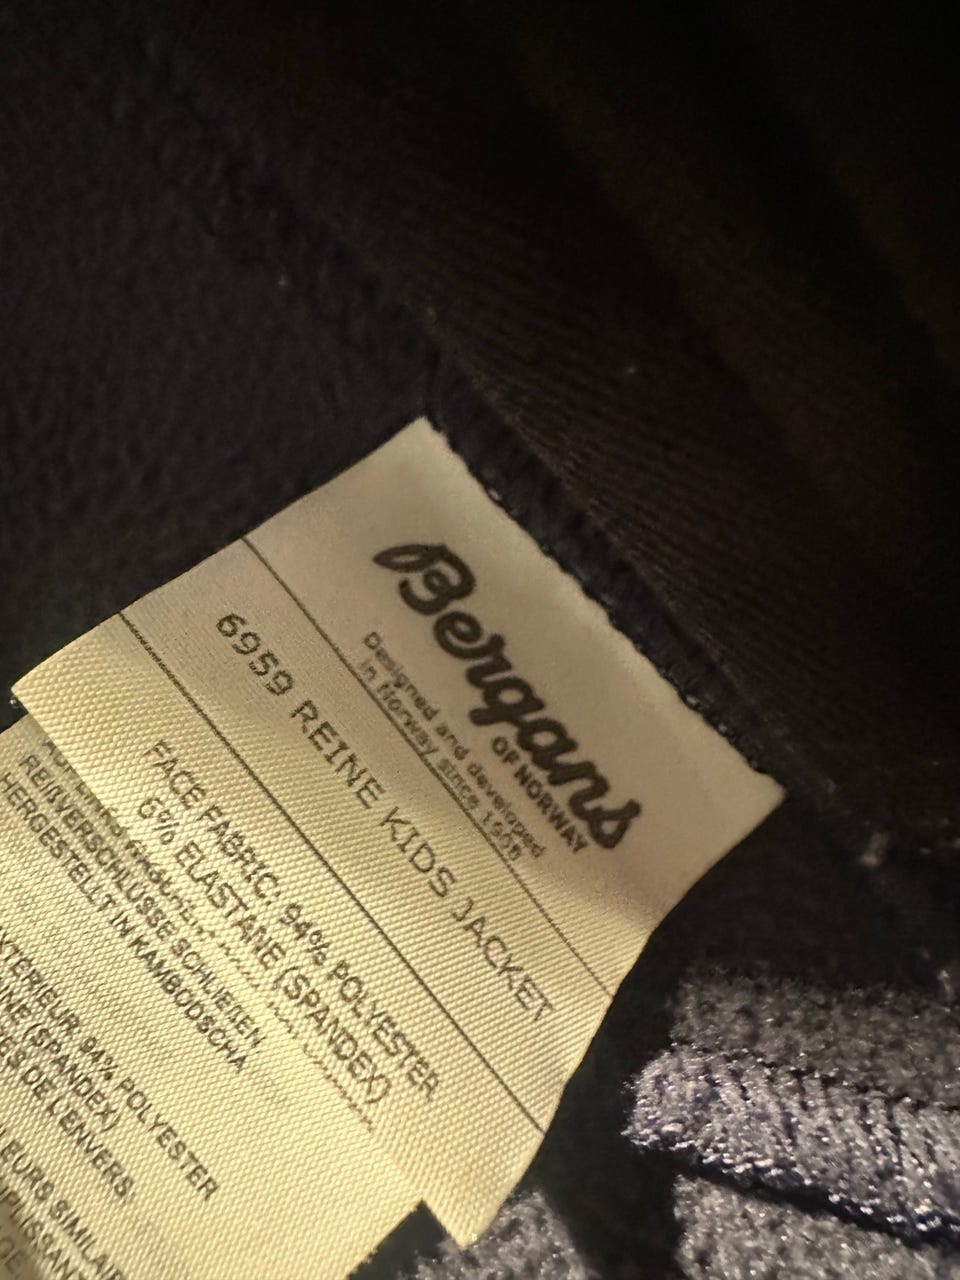 Bergans
OF NORWAY
Designed and developed
in Norway since 1908
6959 REINE KIDS JACKET
FACE FABRIC: 94% POLYESTER
6% ELASTANE (SPANDEX)
REIẞVERSCHLÜSSE SCHLIEẞEN,
HERGESTELLT IN KAMBODSCHA
94% POLYESTER
(SPANDEX)
DE L'ENVERS.